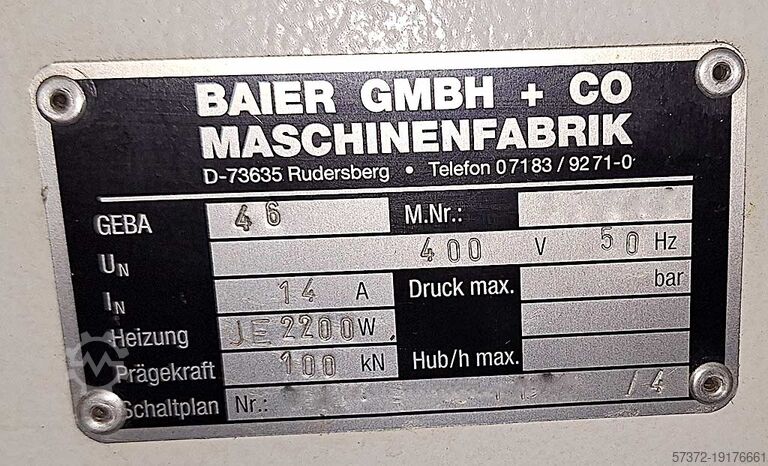 BAIER GMBH + CO
MASCHINENFABRIK
D-73635 Rudersberg • Telefon 07183/9271-0
GEBA 46 M.Nr.:
UN 400 V 50 Hz
IN 14 A Druck max. bar
Heizung JE 2200W
Prägekraft 100 kN Hub/h max.
Schaltplan Nr.: /4
57372-19176661